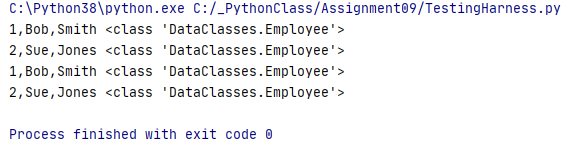 C:\Python38\python.exe C:/_PythonClass/Assignment09/TestingHarness.py
1,Bob,Smith <class 'DataClasses.Employee'>
2,Sue,Jones <class 'DataClasses.Employee'>
1,Bob,Smith <class 'DataClasses.Employee'>
2,Sue,Jones <class 'DataClasses.Employee'>
Process finished with exit code 0